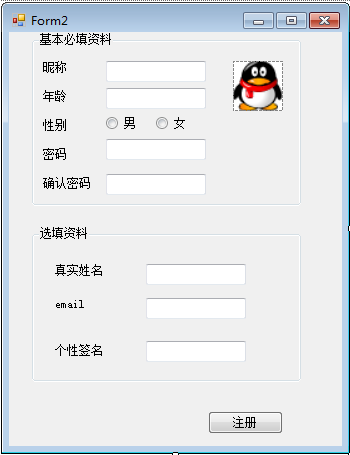 Form2
基本必填资料
昵称
年龄
性别 男 女
密码
确认密码
选填资料
真实姓名
email
个性签名
注册